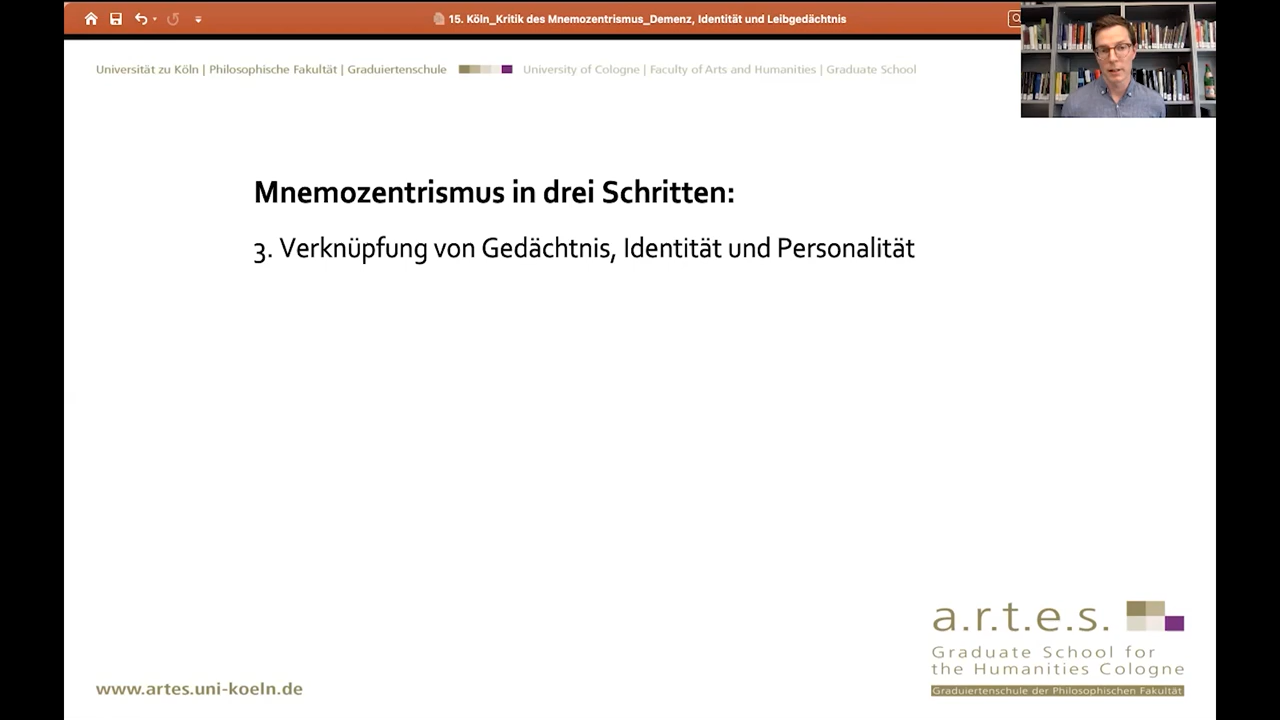 15. Köln_Kritik des Mnemozentrismus_Demenz, Identität und Leibgedächtnis
Universität zu Köln | Philosophische Fakultät | Graduiertenschule University of Cologne | Faculty of Arts and Humanities | Graduate School
Mnemozentrismus in drei Schritten:
3. Verknüpfung von Gedächtnis, Identität und Personalität
a.r.t.e.s.
Graduate School for
the Humanities Cologne
Graduiertenschule der Philosophischen Fakultät
www.artes.uni-koeln.de